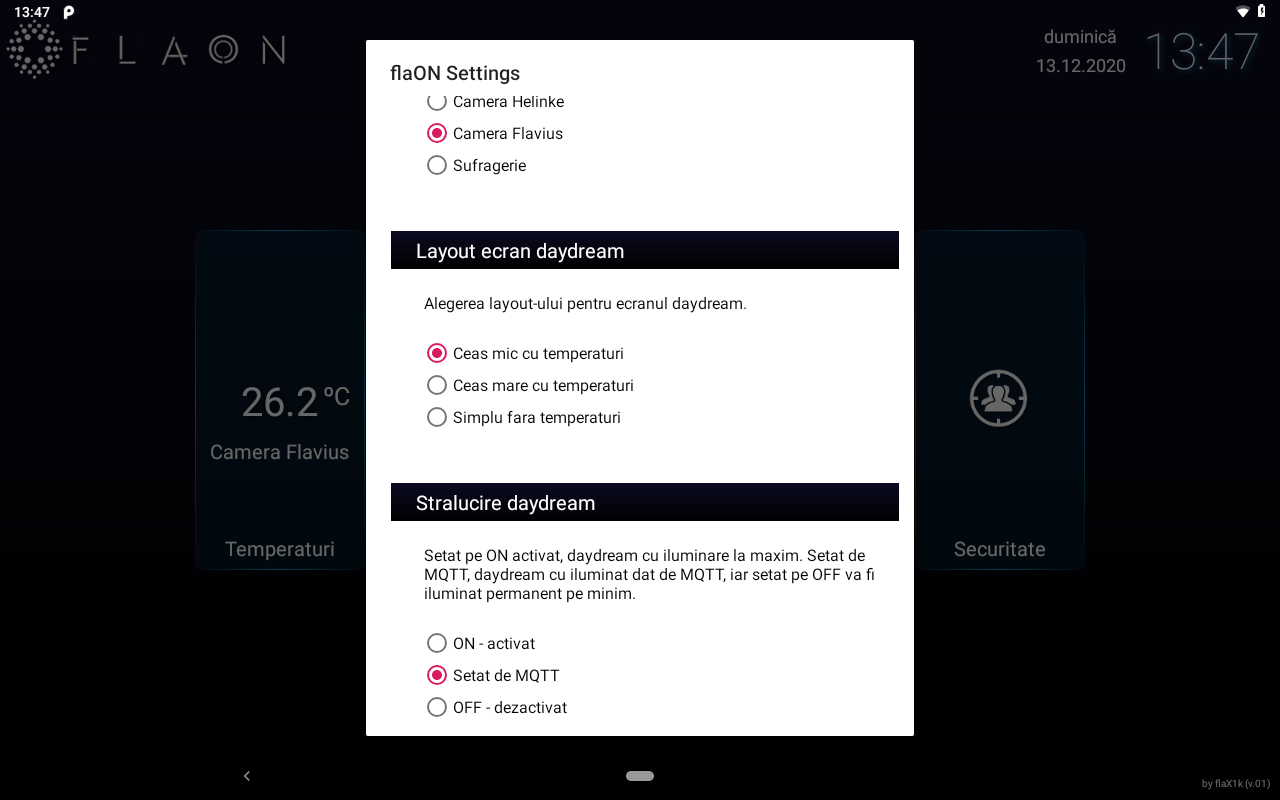 13:47
FLAON
duminică
13.12.2020
13:47
flaON Settings
Camera Helinke
Camera Flavius
Sufragerie
Layout ecran daydream
Alegerea layout-ului pentru ecranul daydream.
Ceas mic cu temperaturi
Ceas mare cu temperaturi
Simplu fara temperaturi
Stralucire daydream
Setat pe ON activat, daydream cu iluminare la maxim. Setat de
MQTT, daydream cu iluminat dat de MQTT, iar setat pe OFF va fi
iluminat permanent pe minim.
ON - activat
Setat de MQTT
OFF - dezactivat
26.2 ºC
Camera Flavius
Temperaturi
Securitate
by flaX1k (v.01)